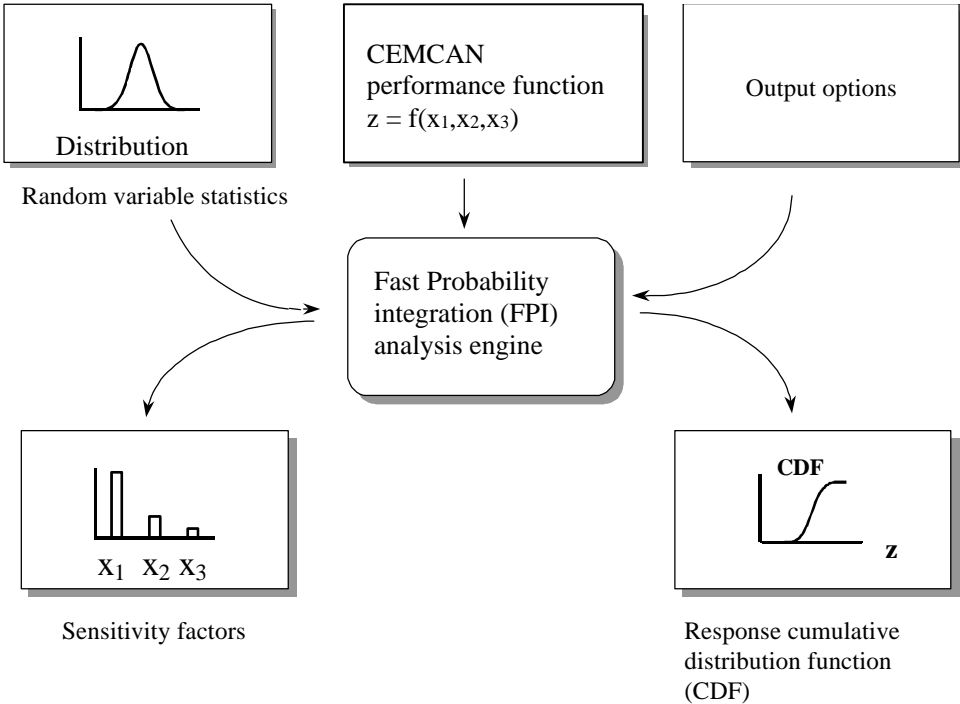 Distribution
Random variable statistics
CEMCAN
performance function
z = f(x₁,x₂,x₃)
Output options
Fast Probability
integration (FPI)
analysis engine
x₁ x₂ x₃
Sensitivity factors
CDF
z
Response cumulative
distribution function
(CDF)